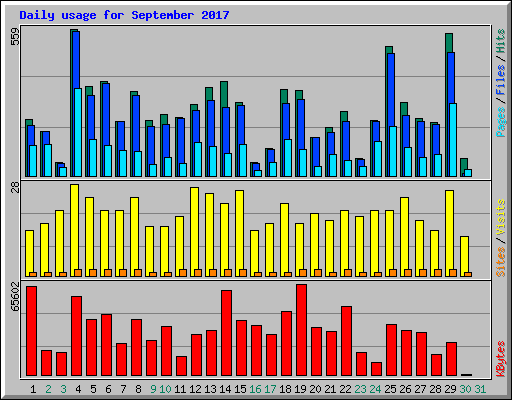 Daily usage for September 2017
559
Pages / Files / Hits
28
Sites / Visits
65602
KBytes
1 2 3 4 5 6 7 8 9 10 11 12 13 14 15 16 17 18 19 20 21 22 23 24 25 26 27 28 29 30 31